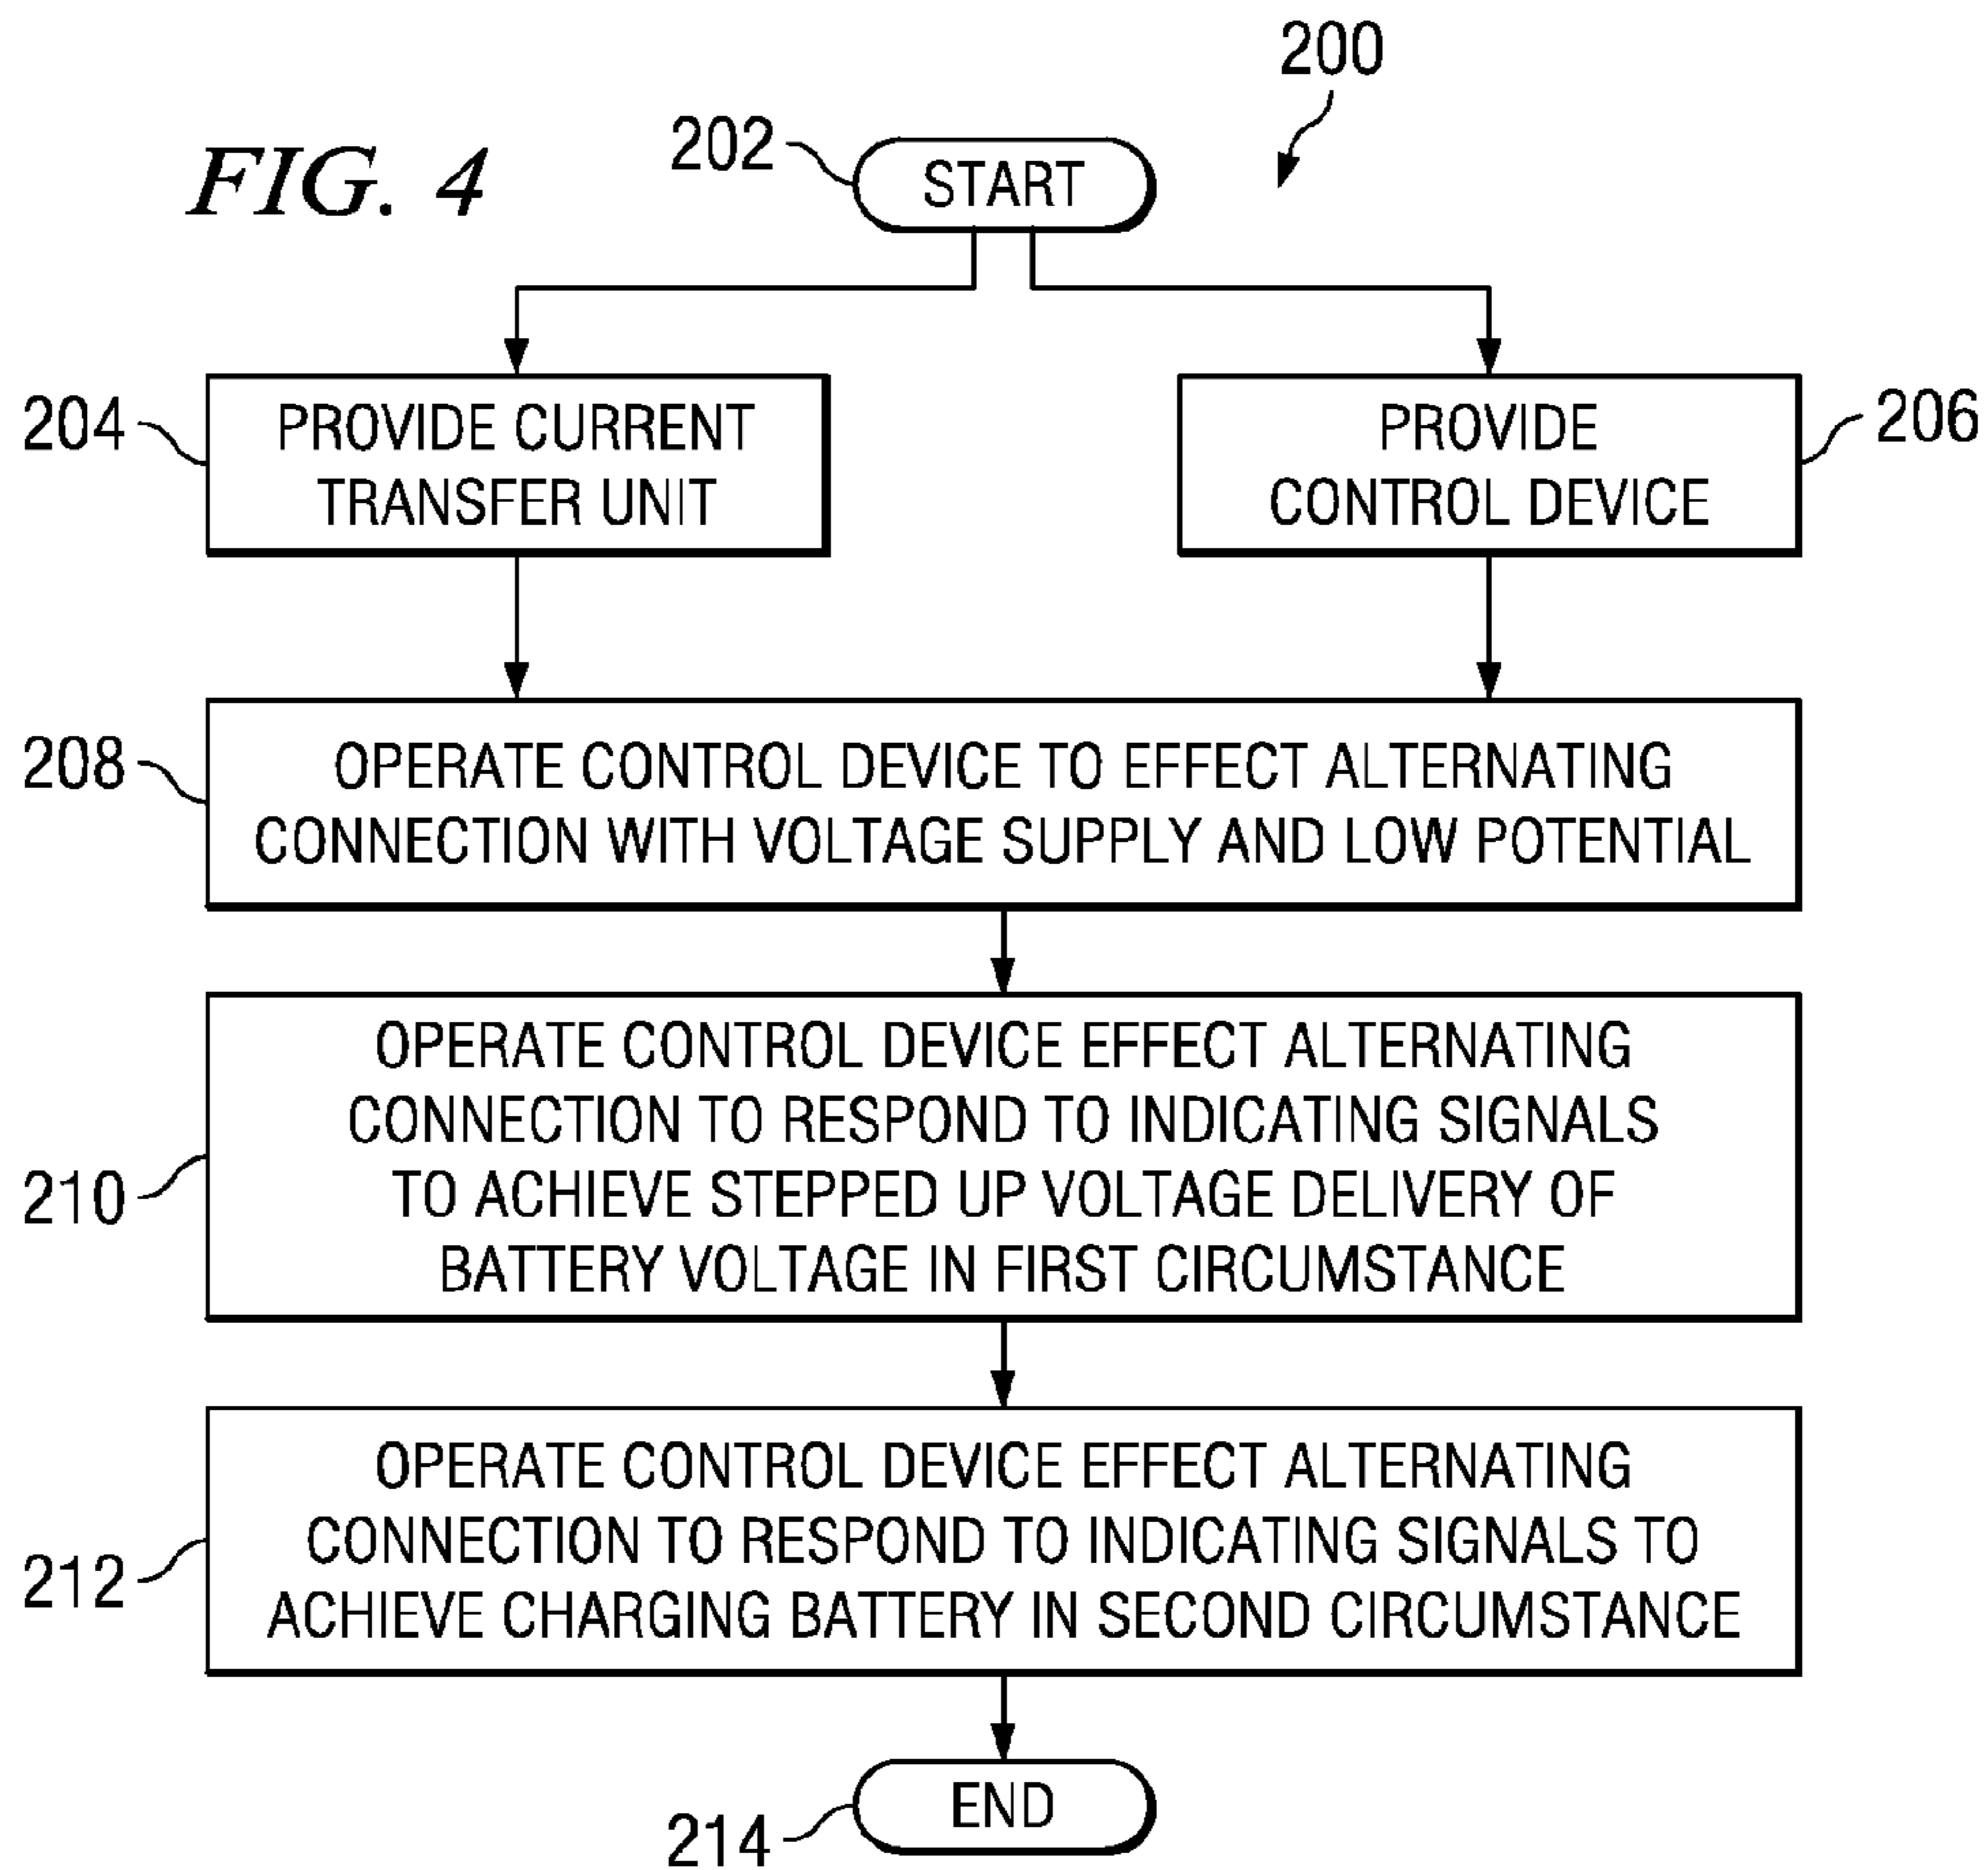 200
FIG. 4
202
START
204
PROVIDE CURRENT
TRANSFER UNIT
PROVIDE
CONTROL DEVICE
206
208
OPERATE CONTROL DEVICE TO EFFECT ALTERNATING
CONNECTION WITH VOLTAGE SUPPLY AND LOW POTENTIAL
210
OPERATE CONTROL DEVICE EFFECT ALTERNATING
CONNECTION TO RESPOND TO INDICATING SIGNALS
TO ACHIEVE STEPPED UP VOLTAGE DELIVERY OF
BATTERY VOLTAGE IN FIRST CIRCUMSTANCE
212
OPERATE CONTROL DEVICE EFFECT ALTERNATING
CONNECTION TO RESPOND TO INDICATING SIGNALS TO
ACHIEVE CHARGING BATTERY IN SECOND CIRCUMSTANCE
214
END